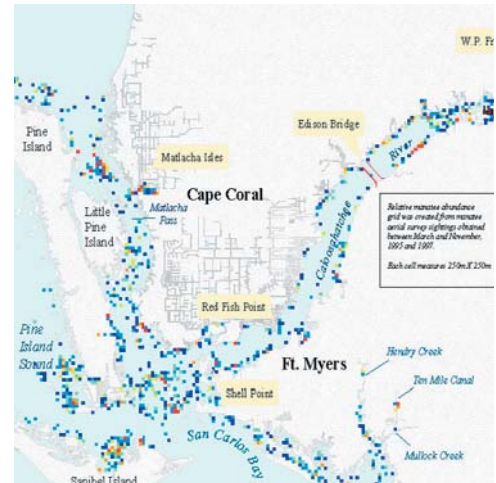 W.P. Fr
Edison Bridge
River
Pine
Island
Matlacha Isles
Cape Coral
Little
Pine
Island
Matlacha
Pass
Relative manatee abundance
grid was created from manatee
aerial survey sightings obtained
between March and November,
1995 and 1997.
Each cell measures 250m X 250m
Caloosahatchee
Red Fish Point
Pine
Island
Sound
Ft. Myers
Hendry Creek
Ten Mile Canal
Shell Point
San Carlos
Bay
Mullock Creek
Sanibel Island